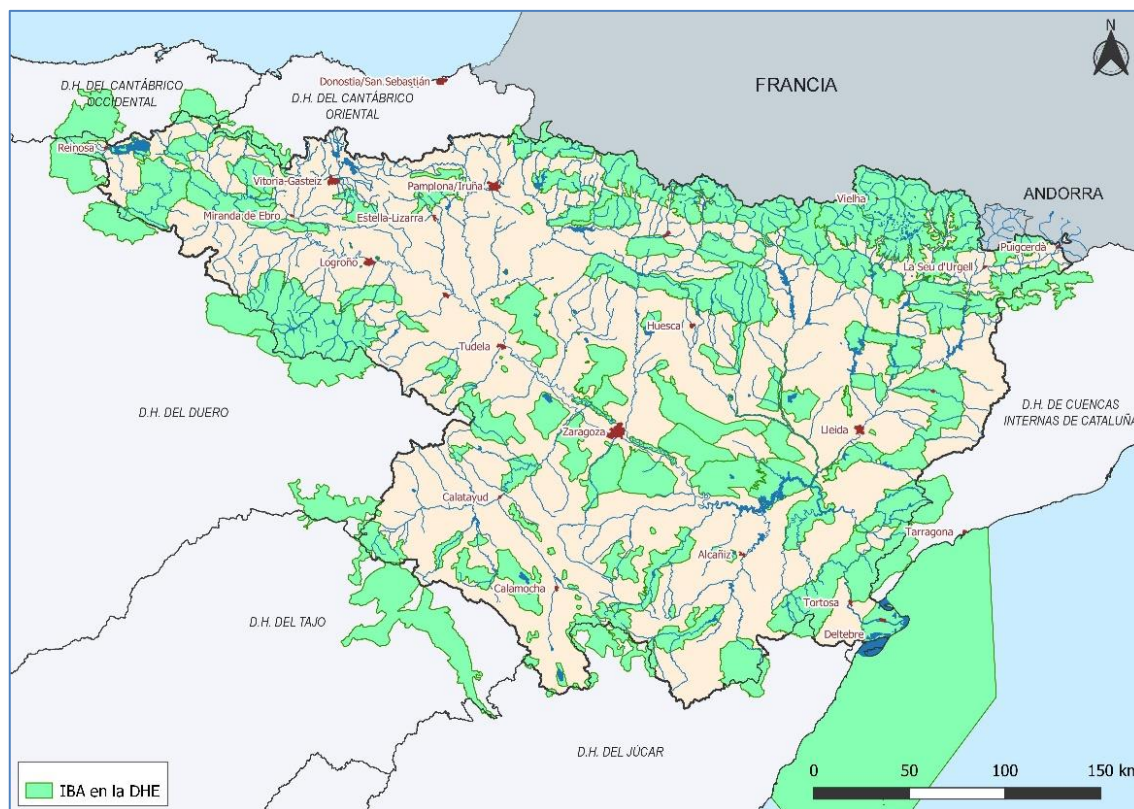 N
Donostia/San Sebastián
FRANCIA
D.H. DEL CANTÁBRICO
OCCIDENTAL
D.H. DEL CANTÁBRICO
ORIENTAL
Reinosa
Vitoria-Gasteiz
Pamplona/Iruña
Vielha
ANDORRA
Miranda de Ebro
Estella-Lizarra
Puigcerdà
La Seu d'Urgell
Logroño
Huesca
Tudela
D.H. DEL DUERO
D.H. DE CUENCAS
INTERNAS DE CATALUÑA
Zaragoza
Lleida
Calatayud
Tarragona
Alcañiz
Calamocha
Tortosa
D.H. DEL TAJO
Deltebre
D.H. DEL JÚCAR
IBA en la DHE
0 50 100 150 km